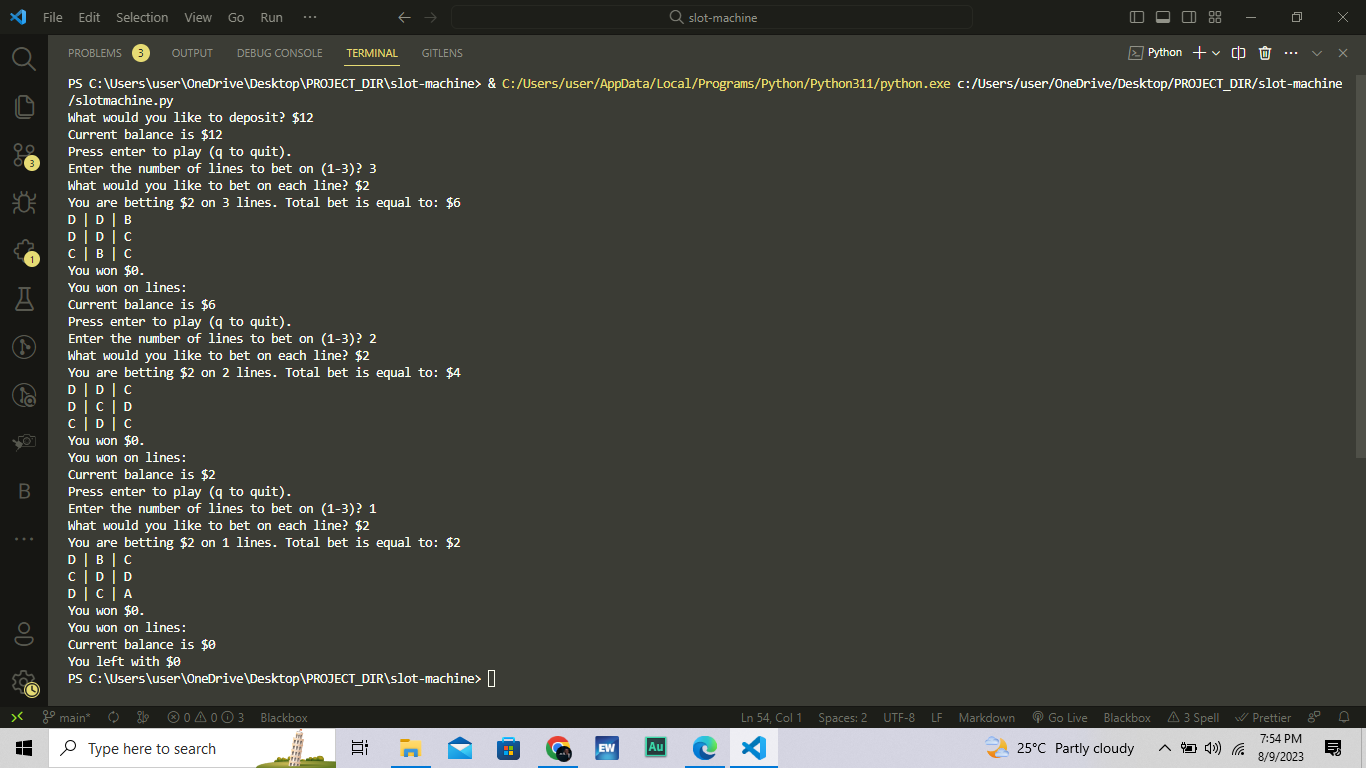 File Edit Selection View Go Run ··· slot-machine
PROBLEMS 3 OUTPUT DEBUG CONSOLE TERMINAL GITLENS Python
PS C:\Users\user\OneDrive\Desktop\PROJECT_DIR\slot-machine> & C:/Users/user/AppData/Local/Programs/Python/Python311/python.exe c:/Users/user/OneDrive/Desktop/PROJECT_DIR/slot-machine
/slotmachine.py
What would you like to deposit? $12
Current balance is $12
Press enter to play (q to quit).
Enter the number of lines to bet on (1-3)? 3
What would you like to bet on each line? $2
You are betting $2 on 3 lines. Total bet is equal to: $6
D | D | B
D | D | C
C | B | C
You won $0.
You won on lines:
Current balance is $6
Press enter to play (q to quit).
Enter the number of lines to bet on (1-3)? 2
What would you like to bet on each line? $2
You are betting $2 on 2 lines. Total bet is equal to: $4
D | D | C
D | C | D
C | D | C
You won $0.
You won on lines:
Current balance is $2
Press enter to play (q to quit).
Enter the number of lines to bet on (1-3)? 1
What would you like to bet on each line? $2
You are betting $2 on 1 lines. Total bet is equal to: $2
D | B | C
C | D | D
D | C | A
You won $0.
You won on lines:
Current balance is $0
You left with $0
PS C:\Users\user\OneDrive\Desktop\PROJECT_DIR\slot-machine>
3
1
B
main* 0 0 3 Blackbox Ln 54, Col 1 Spaces: 2 UTF-8 LF Markdown Go Live Blackbox 3 Spell Prettier
Type here to search EW Au 25°C Partly cloudy 7:54 PM
8/9/2023